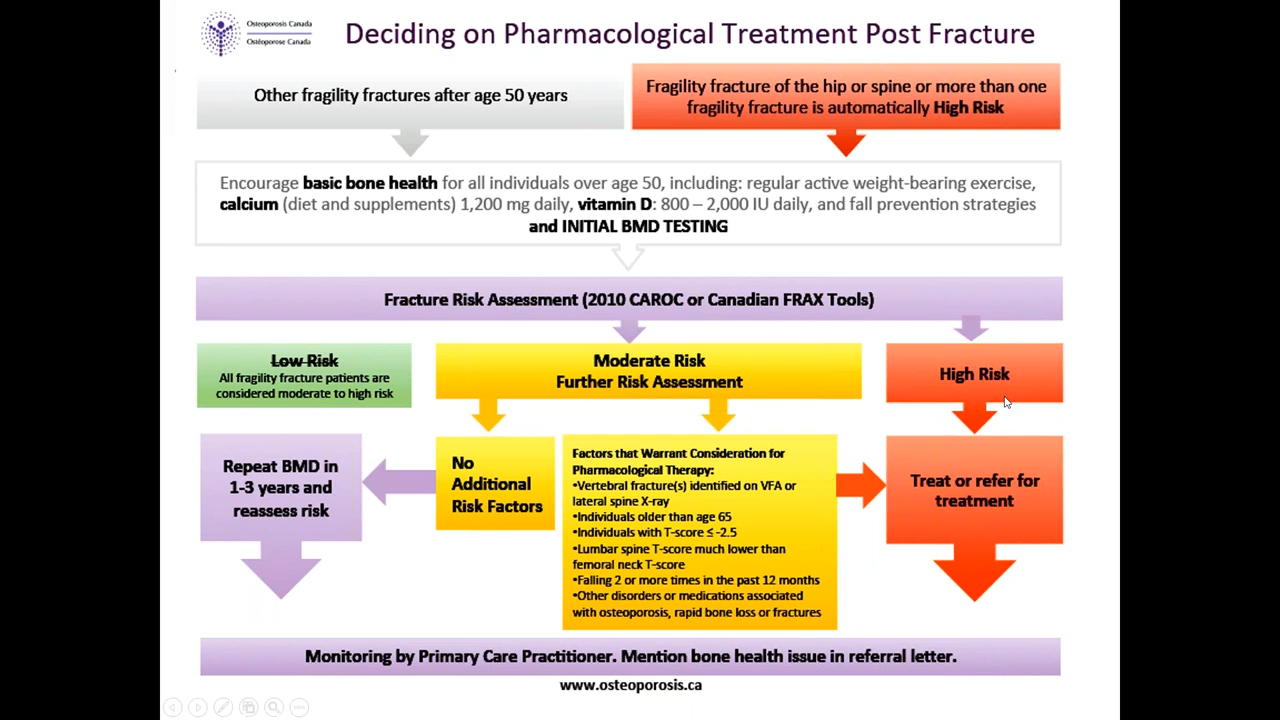 Osteoporosis Canada
Ostéoporose Canada
Deciding on Pharmacological Treatment Post Fracture
Other fragility fractures after age 50 years
Fragility fracture of the hip or spine or more than one
fragility fracture is automatically High Risk
Encourage basic bone health for all individuals over age 50, including: regular active weight-bearing exercise,
calcium (diet and supplements) 1,200 mg daily, vitamin D: 800 – 2,000 IU daily, and fall prevention strategies
and INITIAL BMD TESTING
Fracture Risk Assessment (2010 CAROC or Canadian FRAX Tools)
Low Risk
All fragility fracture patients are
considered moderate to high risk
Moderate Risk
Further Risk Assessment
High Risk
Repeat BMD in
1-3 years and
reassess risk
No
Additional
Risk Factors
Factors that Warrant Consideration for
Pharmacological Therapy:
•Vertebral fracture(s) identified on VFA or
lateral spine X-ray
•Individuals older than age 65
•Individuals with T-score ≤ -2.5
•Lumbar spine T-score much lower than
femoral neck T-score
•Falling 2 or more times in the past 12 months
•Other disorders or medications associated
with osteoporosis, rapid bone loss or fractures
Treat or refer for
treatment
Monitoring by Primary Care Practitioner. Mention bone health issue in referral letter.
www.osteoporosis.ca